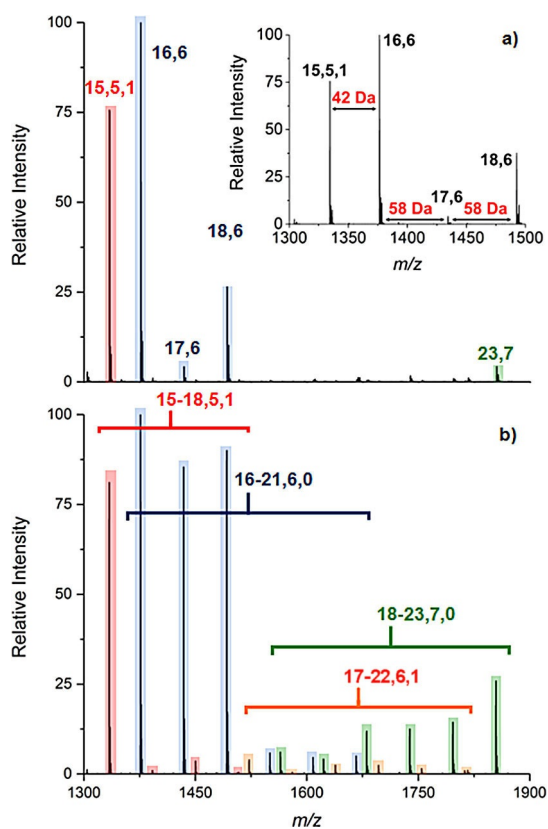 100
75
50
25
0
Relative Intensity
15,5,1
16,6
17,6
18,6
23,7
a)
100
75
50
25
0
Relative Intensity
15,5,1
16,6
17,6
18,6
42 Da
58 Da
58 Da
1300 1350 1400 1450 1500
m/z
b)
100
75
50
25
0
Relative Intensity
15-18,5,1
16-21,6,0
18-23,7,0
17-22,6,1
1300 1450 1600 1750 1900
m/z